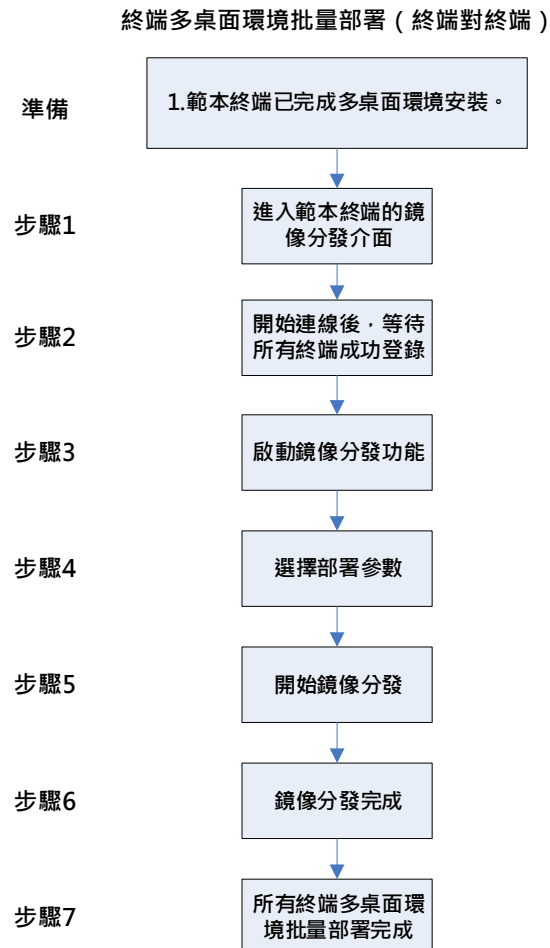 終端多桌面環境批量部署（終端對終端）
準備
1.範本終端已完成多桌面環境安裝。
步驟1
進入範本終端的鏡
像分發介面
步驟2
開始連線後，等待
所有終端成功登錄
步驟3
啟動鏡像分發功能
步驟4
選擇部署參數
步驟5
開始鏡像分發
步驟6
鏡像分發完成
步驟7
所有終端多桌面環
境批量部署完成